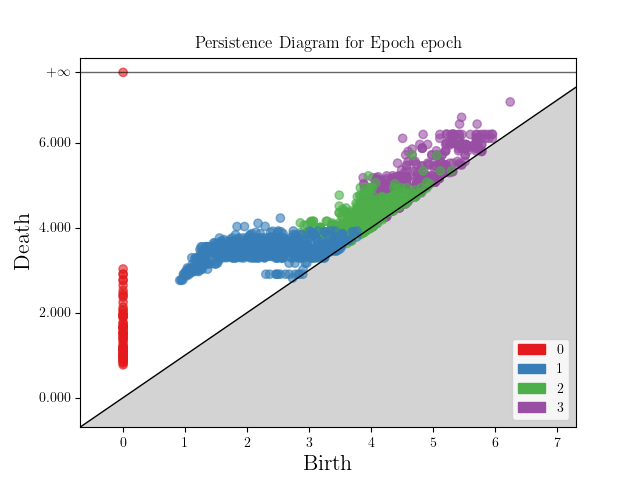 Persistence Diagram for Epoch epoch
Death
+∞
6.000
4.000
2.000
0.000
0 1 2 3 4 5 6 7
Birth
0
1
2
3